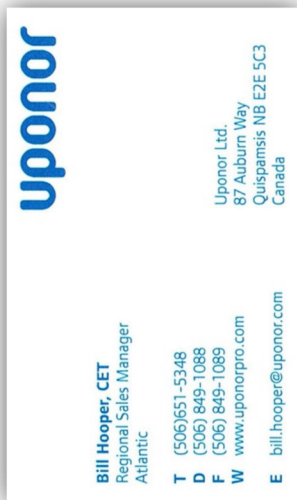 uponor
Bill Hooper, CET
Regional Sales Manager
Atlantic
T (506)651-5348
D (506) 849-1088
F (506) 849-1089
W www.uponorpro.com
E bill.hooper@uponor.com
Uponor Ltd.
87 Auburn Way
Quispamsis NB E2E 5C3
Canada